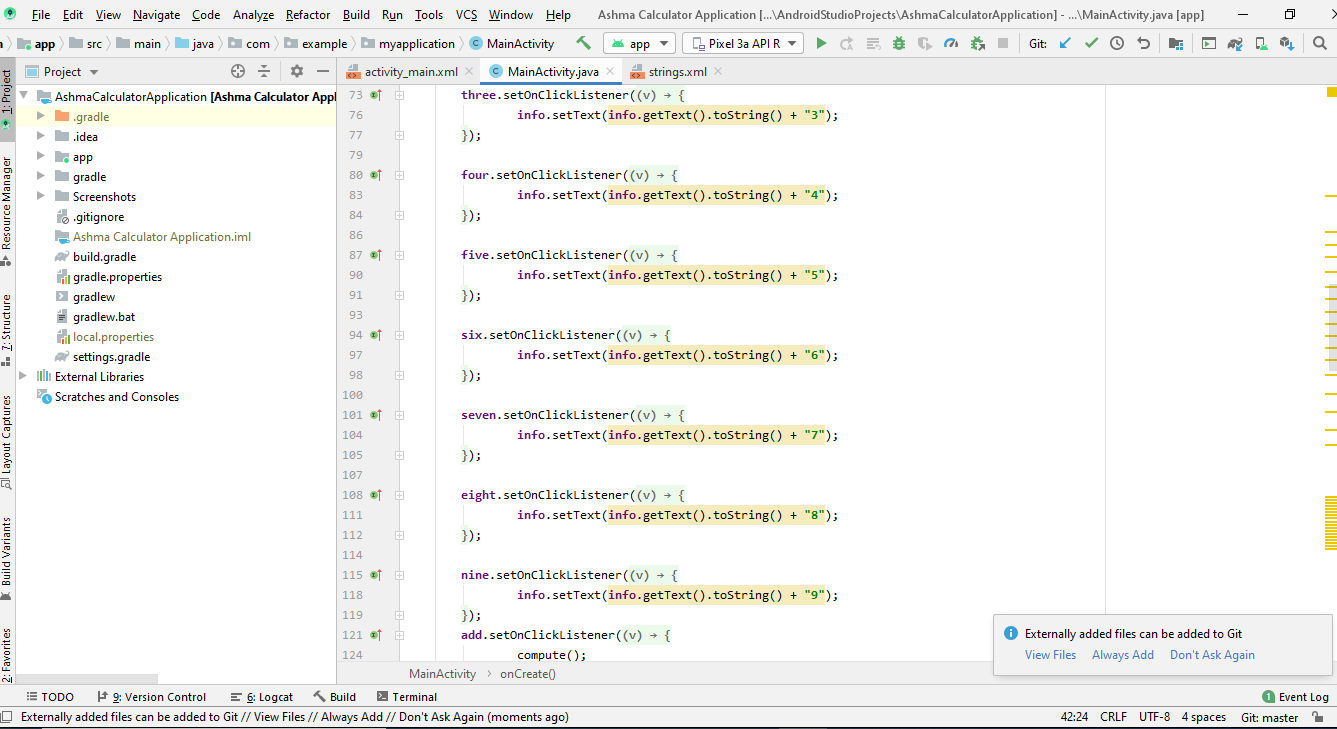 File Edit View Navigate Code Analyze Refactor Build Run Tools VCS Window Help Ashma Calculator Application [...\AndroidStudioProjects\AshmaCalculatorApplication] - ...\MainActivity.java [app]
app src main java com example myapplication MainActivity app Pixel 3a API R Git:
Project activity_main.xml MainActivity.java strings.xml
1: Project
Resource Manager
7: Structure
Layout Captures
Build Variants
2: Favorites
AshmaCalculatorApplication [Ashma Calculator Appl
.gradle
.idea
app
gradle
Screenshots
.gitignore
Ashma Calculator Application.iml
build.gradle
gradle.properties
gradlew
gradlew.bat
local.properties
settings.gradle
External Libraries
Scratches and Consoles
73 three.setOnClickListener((v) → {
76 info.setText(info.getText().toString() + "3");
77 });
79
80 four.setOnClickListener((v) → {
83 info.setText(info.getText().toString() + "4");
84 });
86
87 five.setOnClickListener((v) → {
90 info.setText(info.getText().toString() + "5");
91 });
93
94 six.setOnClickListener((v) → {
97 info.setText(info.getText().toString() + "6");
98 });
100
101 seven.setOnClickListener((v) → {
104 info.setText(info.getText().toString() + "7");
105 });
107
108 eight.setOnClickListener((v) → {
111 info.setText(info.getText().toString() + "8");
112 });
114
115 nine.setOnClickListener((v) → {
118 info.setText(info.getText().toString() + "9");
119 });
121 add.setOnClickListener((v) → {
124 compute();
MainActivity › onCreate()
Externally added files can be added to Git
View Files Always Add Don't Ask Again
TODO 9: Version Control 6: Logcat Build Terminal 1 Event Log
Externally added files can be added to Git // View Files // Always Add // Don't Ask Again (moments ago) 42:24 CRLF UTF-8 4 spaces Git: master